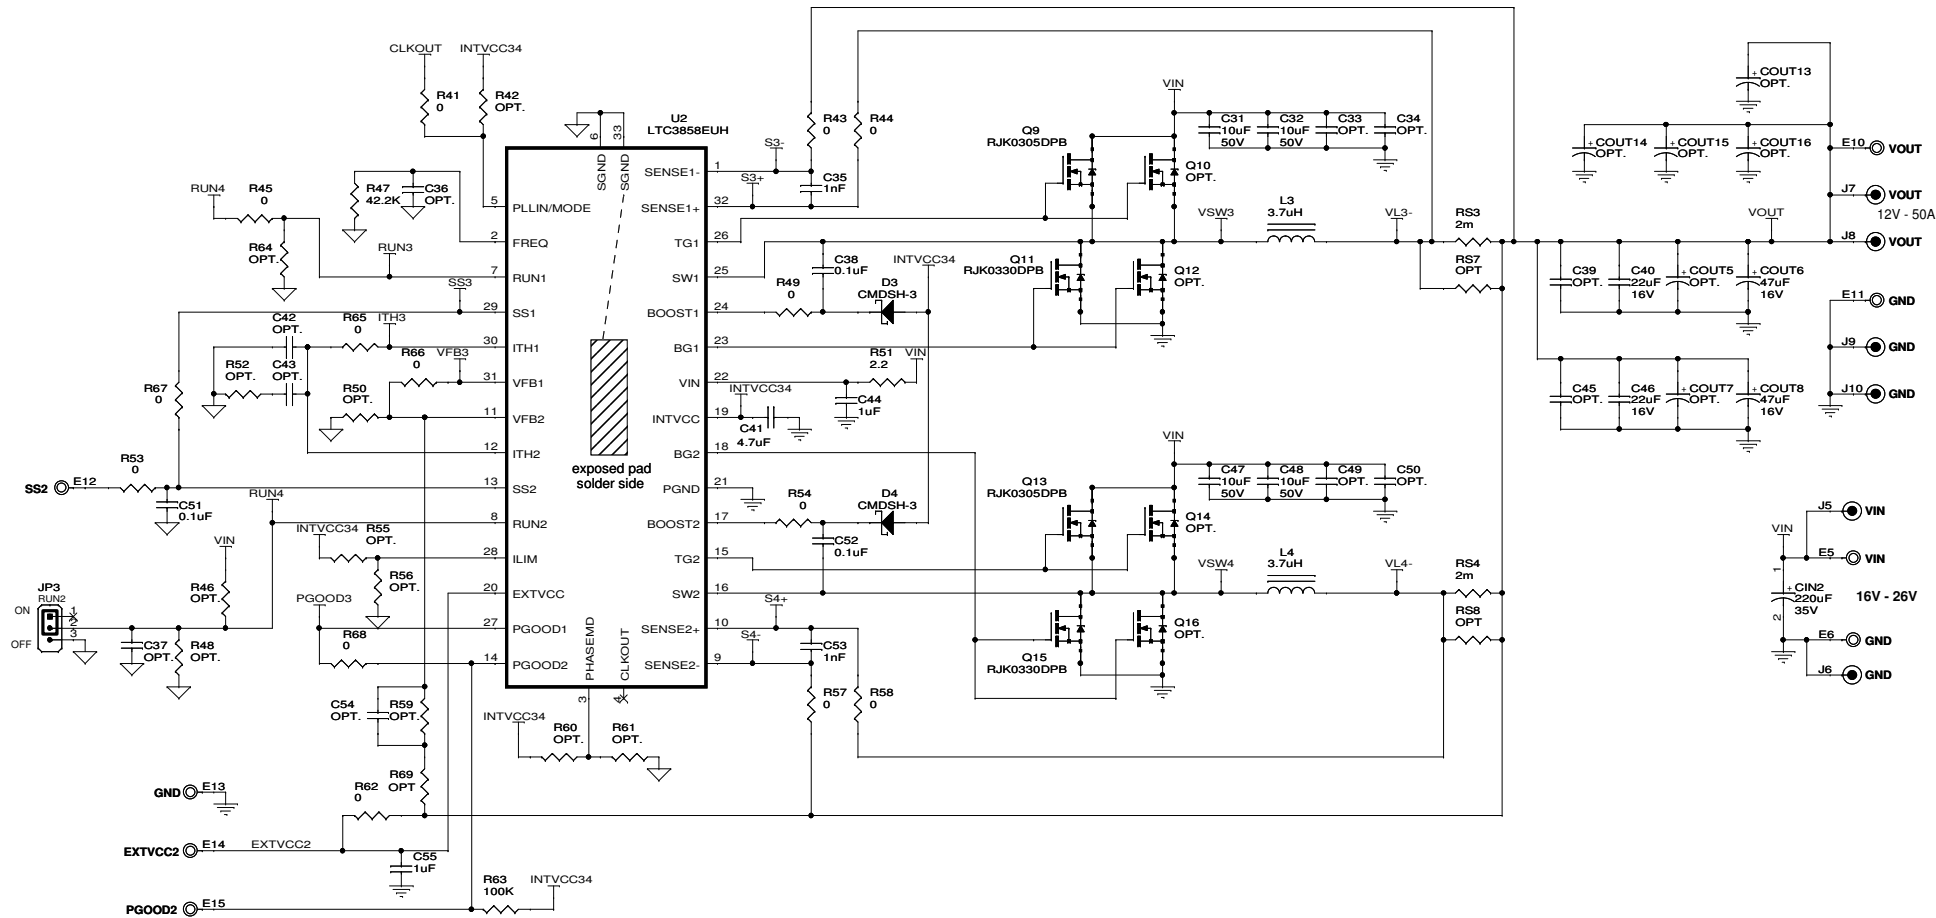 CLKOUT
INTVCC34
R41
0
R42
OPT.
U2
LTC3858EUH
6
33
SGND
SGND
R47
42.2K
C36
OPT.
RUN4
R45
0
R64
OPT.
RUN3
SS3
C42
OPT.
R65
0
ITH3
R52
OPT.
C43
OPT.
R66
0
VFB3
R50
OPT.
R67
0
R53
0
SS2
E12
C51
0.1uF
RUN4
INTVCC34
R55
OPT.
VIN
R46
OPT.
R56
OPT.
PGOOD3
R68
0
JP3
RUN2
ON
OFF
1
2
3
C37
OPT.
R48
OPT.
C54
OPT.
R59
OPT.
R69
OPT
R62
0
GND
E13
EXTVCC2
E14
EXTVCC2
C55
1uF
PGOOD2
E15
R63
100K
INTVCC34
5
PLLIN/MODE
2
FREQ
7
RUN1
29
SS1
30
ITH1
31
VFB1
11
VFB2
12
ITH2
13
SS2
8
RUN2
28
ILIM
20
EXTVCC
27
PGOOD1
14
PGOOD2
exposed pad
solder side
PHASEMD
3
CLKOUT
4
INTVCC34
R60
OPT.
R61
OPT.
SENSE1-
1
SENSE1+
32
TG1
26
SW1
25
BOOST1
24
BG1
23
VIN
22
INTVCC
19
BG2
18
PGND
21
BOOST2
17
TG2
15
SW2
16
SENSE2+
10
SENSE2-
9
S3-
S3+
R43
0
R44
0
C35
1nF
C38
0.1uF
R49
0
D3
CMDSH-3
INTVCC34
R51
2.2
VIN
INTVCC34
C44
1uF
C41
4.7uF
R54
0
D4
CMDSH-3
C52
0.1uF
S4+
S4-
C53
1nF
R57
0
R58
0
Q9
RJK0305DPB
Q10
OPT.
VIN
C31
10uF
50V
C32
10uF
50V
C33
OPT.
C34
OPT.
Q11
RJK0330DPB
Q12
OPT.
VSW3
L3
3.7uH
VL3-
RS3
2m
RS7
OPT
Q13
RJK0305DPB
Q14
OPT.
VIN
C47
10uF
50V
C48
10uF
50V
C49
OPT.
C50
OPT.
VSW4
L4
3.7uH
VL4-
RS4
2m
RS8
OPT
Q15
RJK0330DPB
Q16
OPT.
COUT13
OPT.
COUT14
OPT.
COUT15
OPT.
COUT16
OPT.
E10
VOUT
J7
VOUT
12V - 50A
VOUT
J8
VOUT
C39
OPT.
C40
22uF
16V
COUT5
OPT.
COUT6
47uF
16V
E11
GND
J9
GND
J10
GND
C45
OPT.
C46
22uF
16V
COUT7
OPT.
COUT8
47uF
16V
J5
VIN
VIN
E5
VIN
1
CIN2
220uF
35V
2
16V - 26V
E6
GND
J6
GND